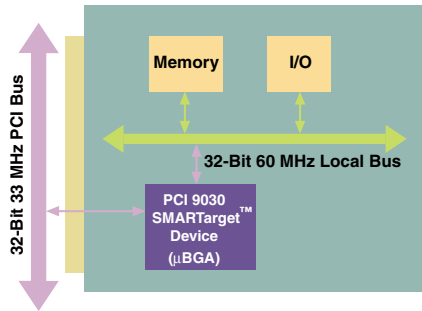 32-Bit 33 MHz PCI Bus
Memory
I/O
32-Bit 60 MHz Local Bus
PCI 9030
SMARTarget™
Device
(µBGA)